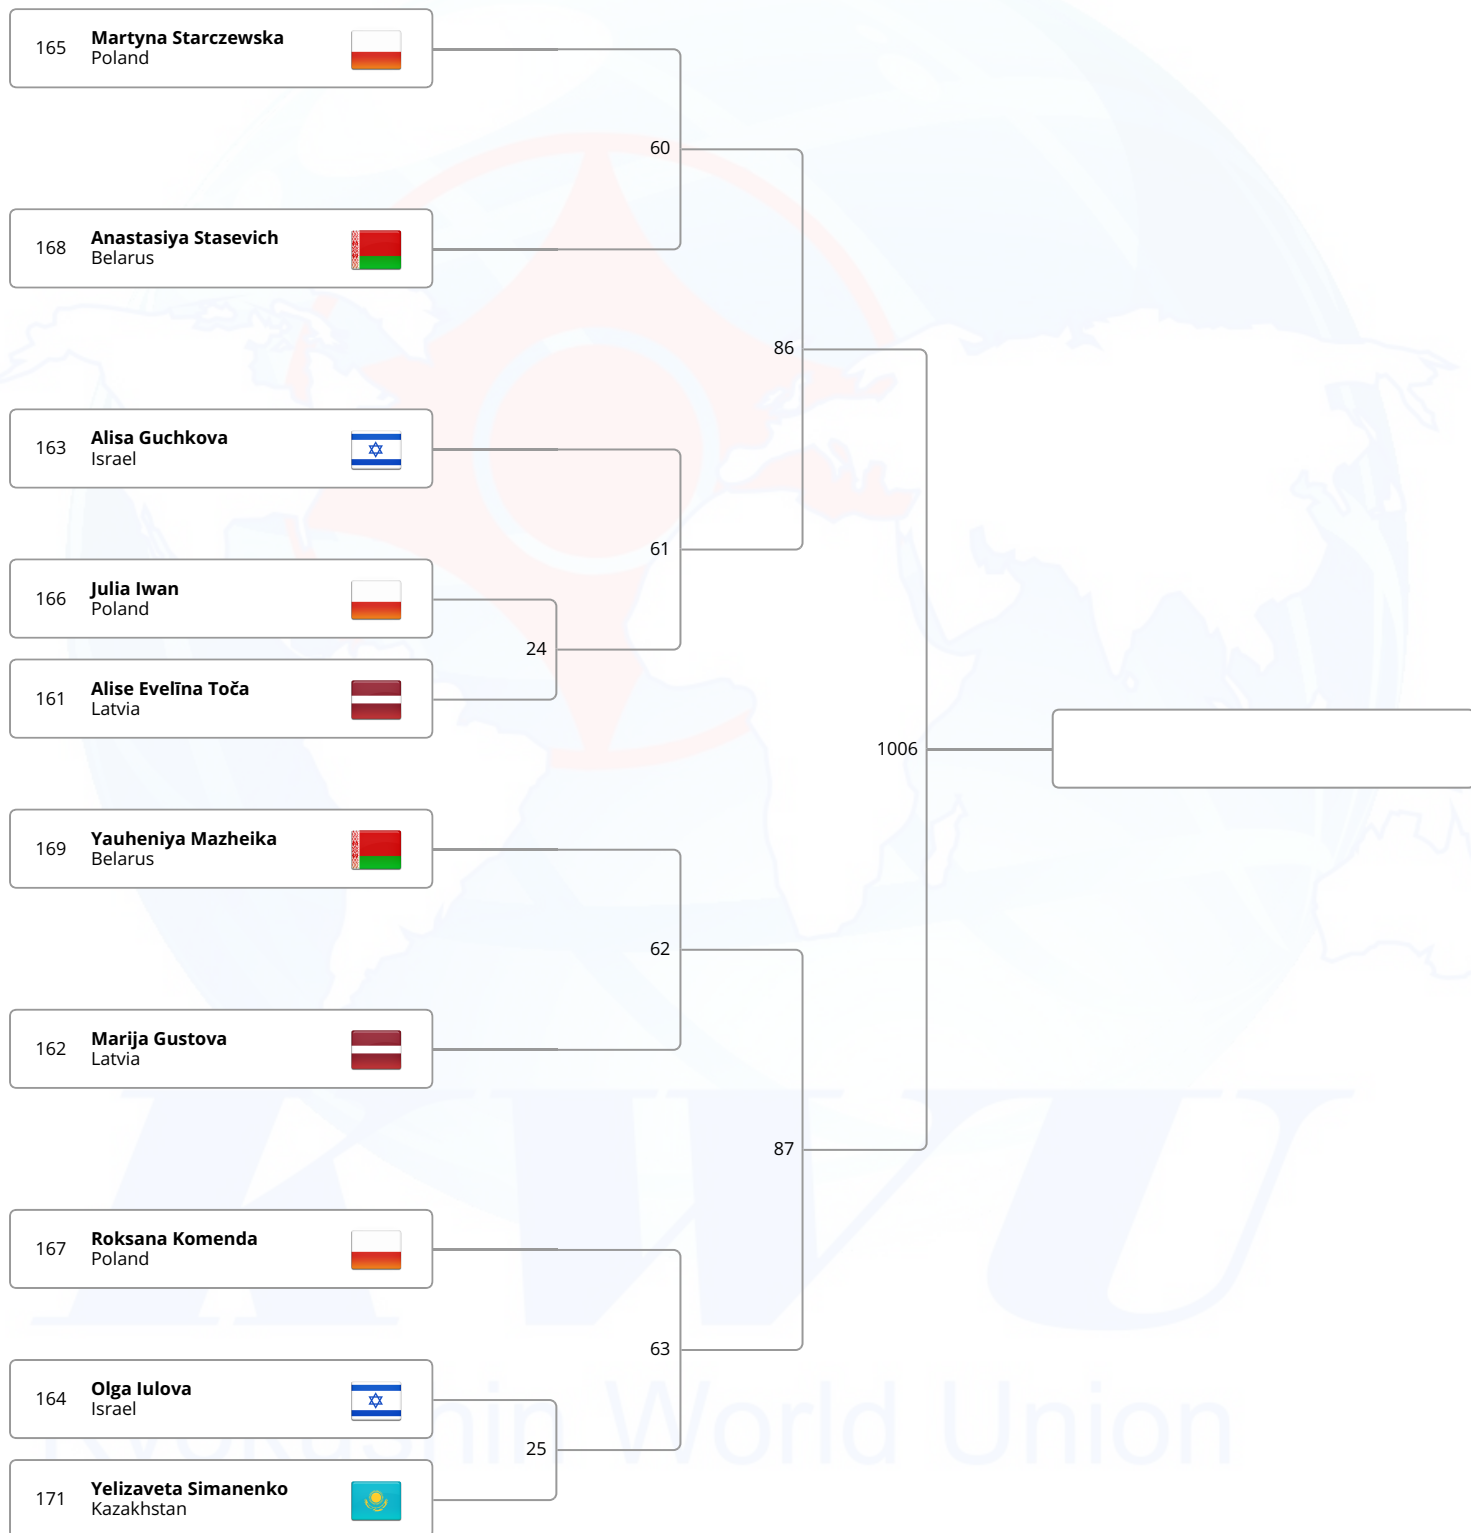 165
Martyna Starczewska
Poland
60
168
Anastasiya Stasevich
Belarus
86
163
Alisa Guchkova
Israel
61
166
Julia Iwan
Poland
24
161
Alise Evelīna Toča
Latvia
1006
169
Yauheniya Mazheika
Belarus
62
162
Marija Gustova
Latvia
KWU
87
167
Roksana Komenda
Poland
63
164
Olga Iulova
Israel
Kyokushin World Union
25
171
Yelizaveta Simanenko
Kazakhstan